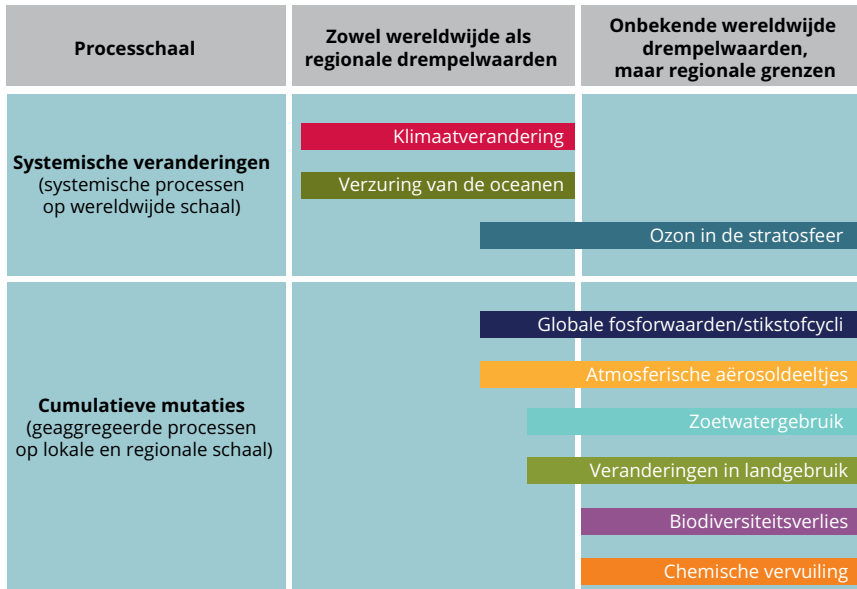 Processchaal
Zowel wereldwijde als
regionale drempelwaarden
Onbekende wereldwijde
drempelwaarden,
maar regionale grenzen
Systemische veranderingen
(systemische processen
op wereldwijde schaal)
Klimaatverandering
Verzuring van de oceanen
Ozon in de stratosfeer
Cumulatieve mutaties
(geaggregeerde processen
op lokale en regionale schaal)
Globale fosforwaarden/stikstofcycli
Atmosferische aërosoldeeltjes
Zoetwatergebruik
Veranderingen in landgebruik
Biodiversiteitsverlies
Chemische vervuiling